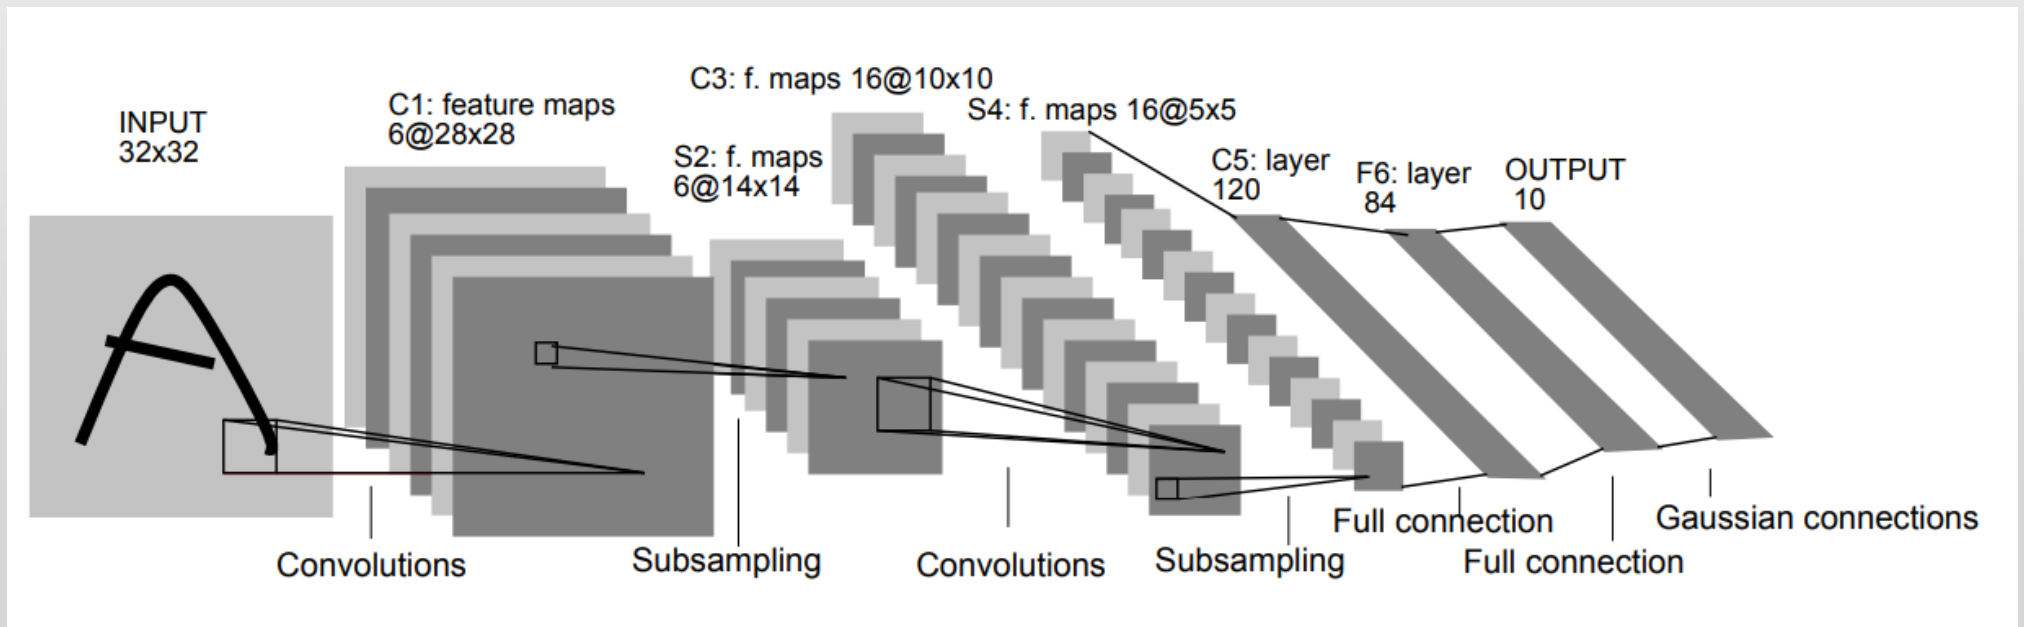 INPUT
32x32
C1: feature maps
6@28x28
S2: f. maps
6@14x14
C3: f. maps 16@10x10
S4: f. maps 16@5x5
C5: layer
120
F6: layer
84
OUTPUT
10
Convolutions
Subsampling
Convolutions
Subsampling
Full connection
Full connection
Gaussian connections